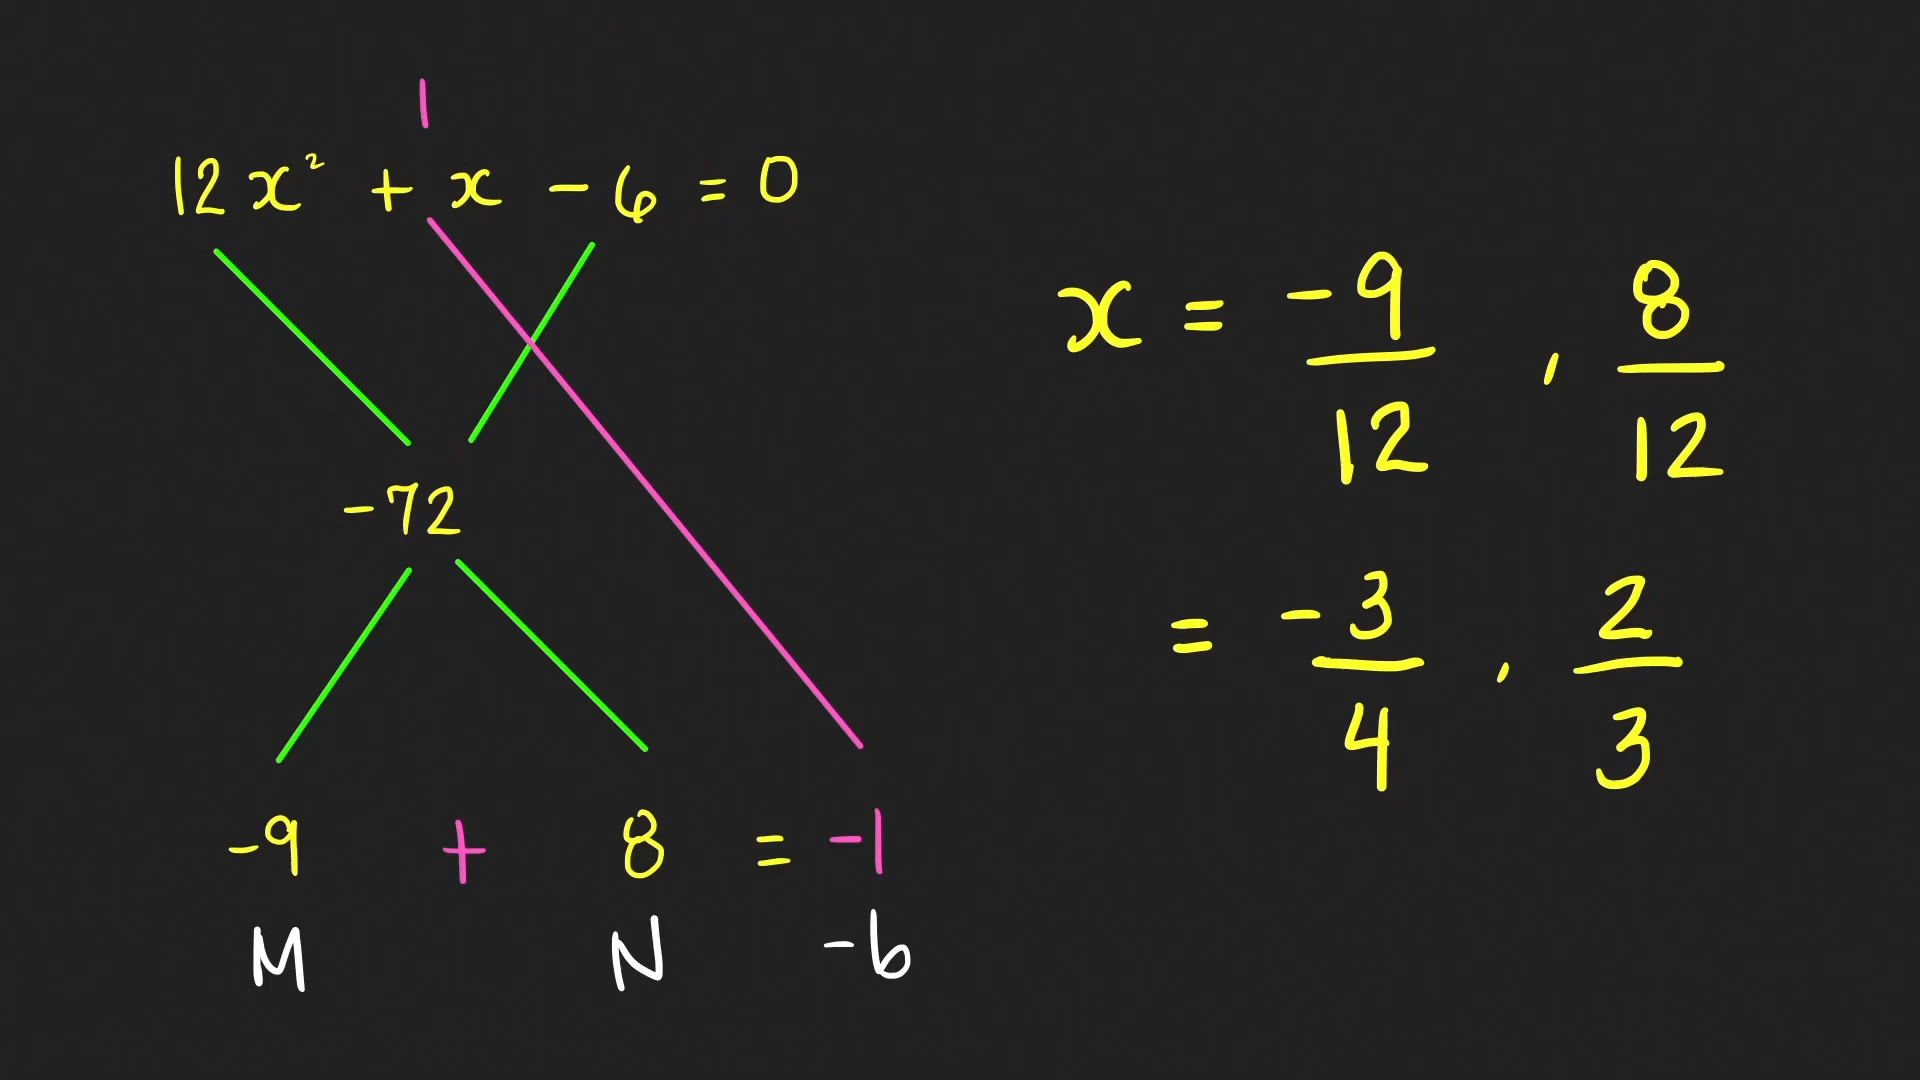 1
12x² + x - 6 = 0
-72
-9 + 8 = -1
M N -b
x = -9/12 , 8/12
= -3/4 , 2/3